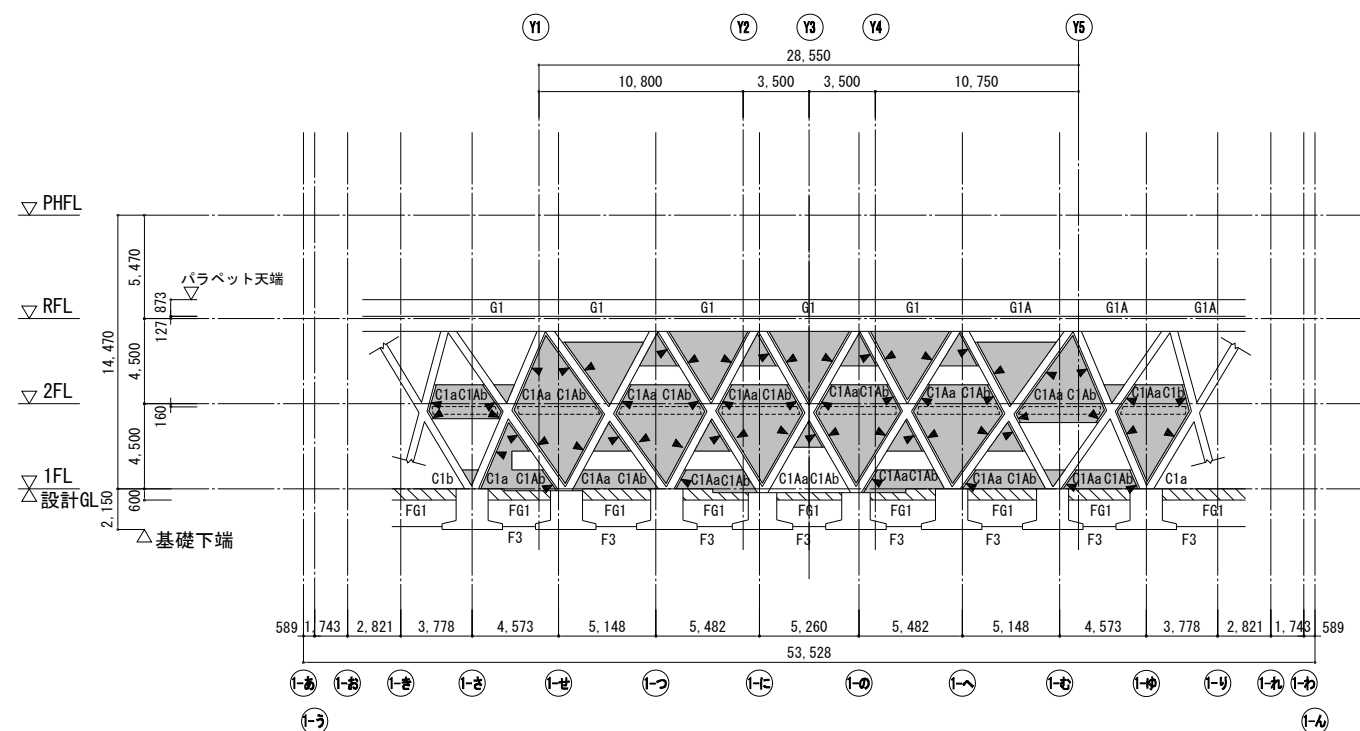 Y1 Y2 Y3 Y4 Y5
28,550
10,800 3,500 3,500 10,750
PHFL
5,470
パラペット天端
873
RFL
127
G1 G1 G1 G1 G1 G1A G1A G1A
14,470
4,500
2FL
160
C1a C1Ab C1Aa C1Ab C1Aa C1Ab C1Aa C1Ab C1Aa C1Ab C1Aa C1Ab C1Aa C1Ab C1Aa C1b
4,500
1FL
C1b C1a C1Ab C1Aa C1Ab C1Aa C1Ab C1Aa C1Ab C1Aa C1Ab C1Aa C1Ab C1Aa C1Ab C1a
設計GL
600
2,150
FG1 FG1 FG1 FG1 FG1 FG1 FG1 FG1 FG1
基礎下端
F3 F3 F3 F3 F3 F3 F3 F3
589 1,743 2,821 3,778 4,573 5,148 5,482 5,260 5,482 5,148 4,573 3,778 2,821 1,743 589
53,528
1-あ 1-お 1-き 1-さ 1-せ 1-つ 1-に 1-の 1-へ 1-む 1-ゆ 1-り 1-れ 1-わ
1-う 1-ん